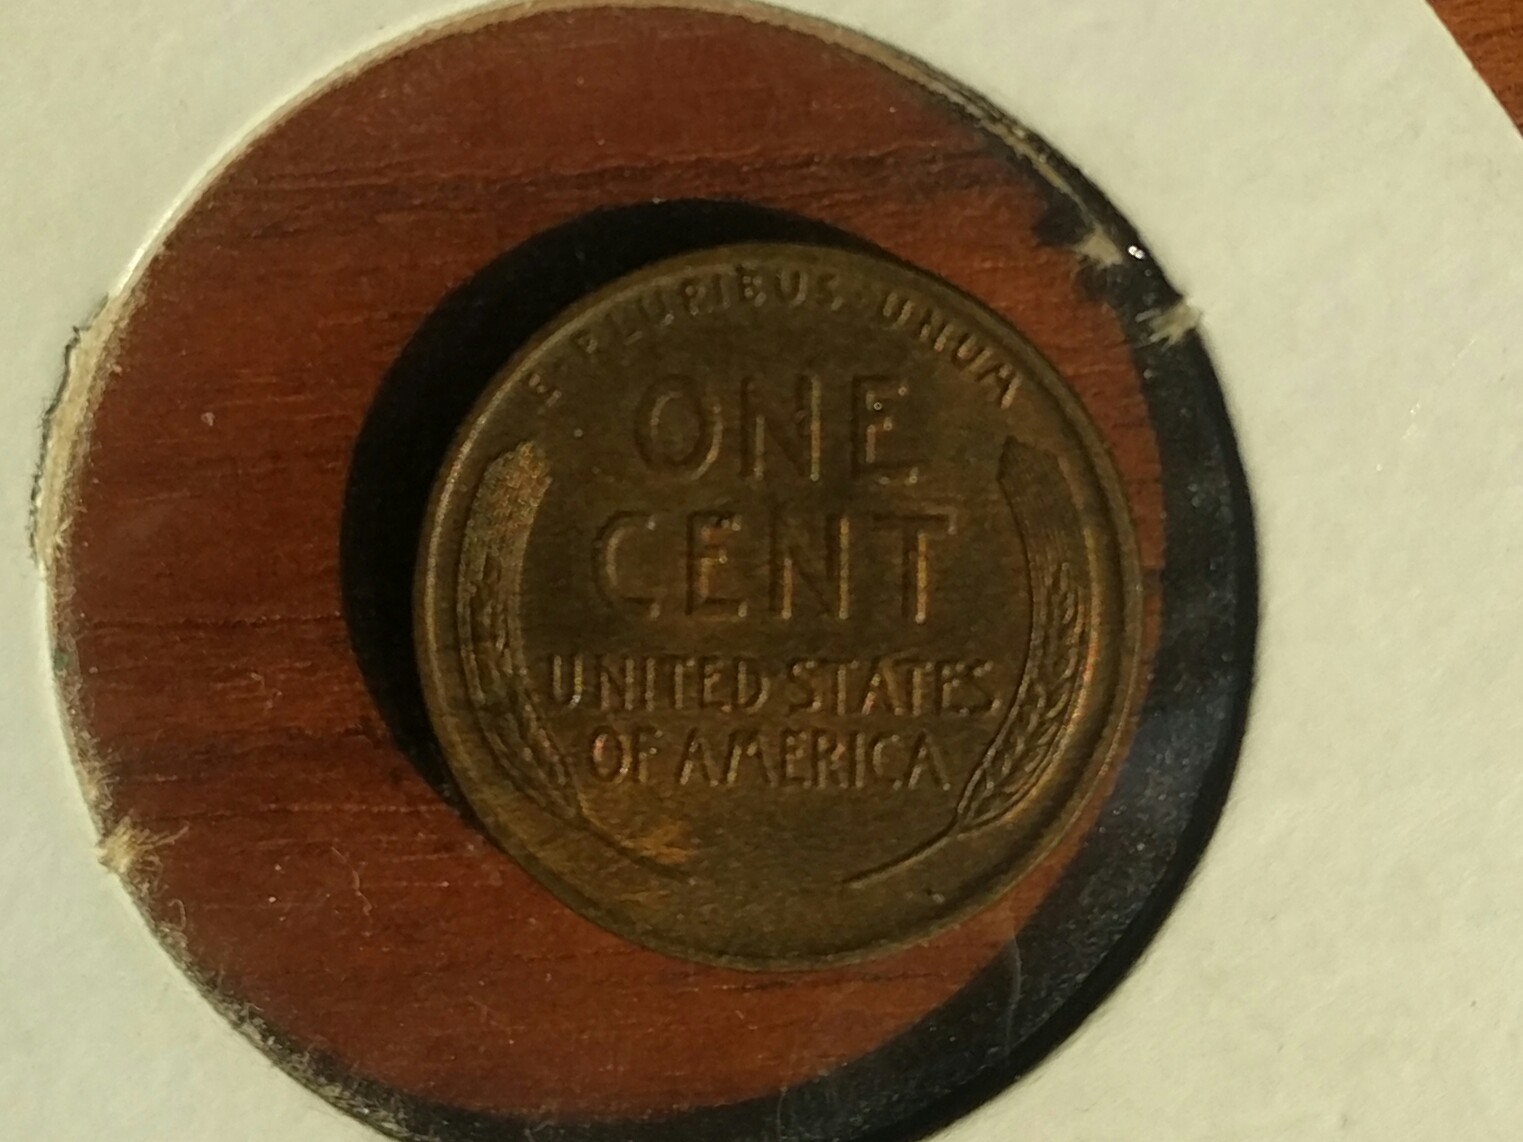 E · PLURIBUS · UNUM
ONE
CENT
UNITED STATES
OF AMERICA